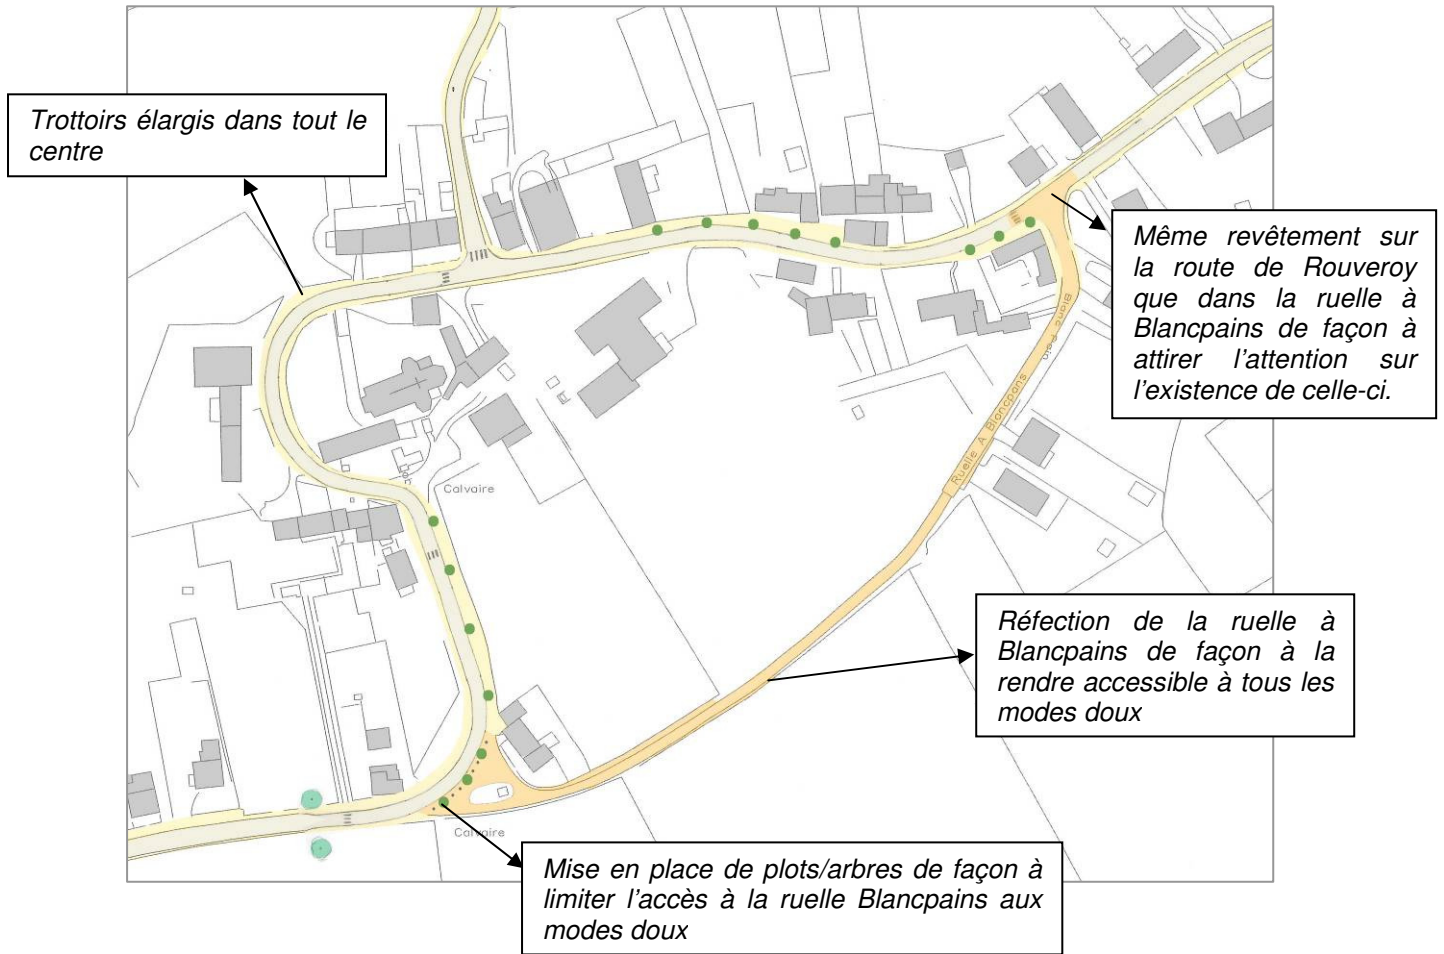 Trottoirs élargis dans tout le
centre
Même revêtement sur
la route de Rouveroy
que dans la ruelle à
Blancpains de façon à
attirer l'attention sur
l'existence de celle-ci.
Blanc Pain
Ruelle A Blancpans
Calvaire
Réfection de la ruelle à
Blancpains de façon à la
rendre accessible à tous les
modes doux
Calvaire
Mise en place de plots/arbres de façon à
limiter l'accès à la ruelle Blancpains aux
modes doux